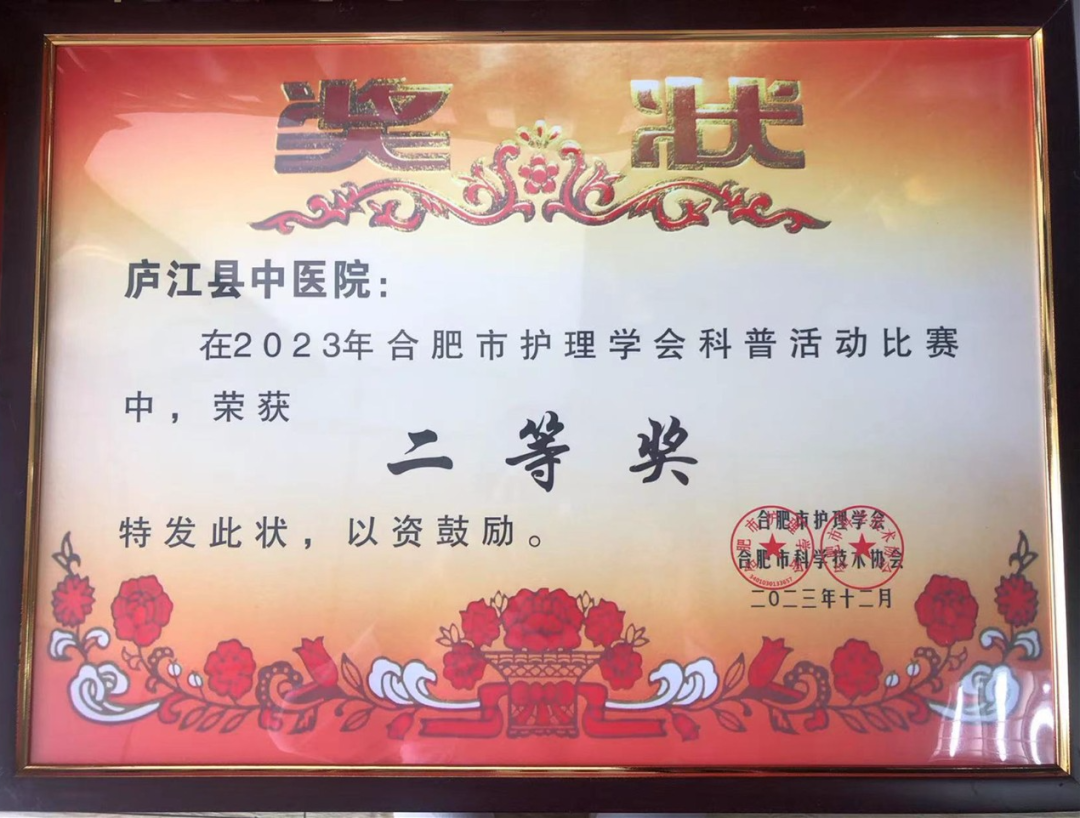 奖状
庐江县中医院：
在2023年合肥市护理学会科普活动比赛
中，荣获
二等奖
特发此状，以资鼓励。
合肥市护理学会
合肥市科学技术协会
二〇二三年十二月